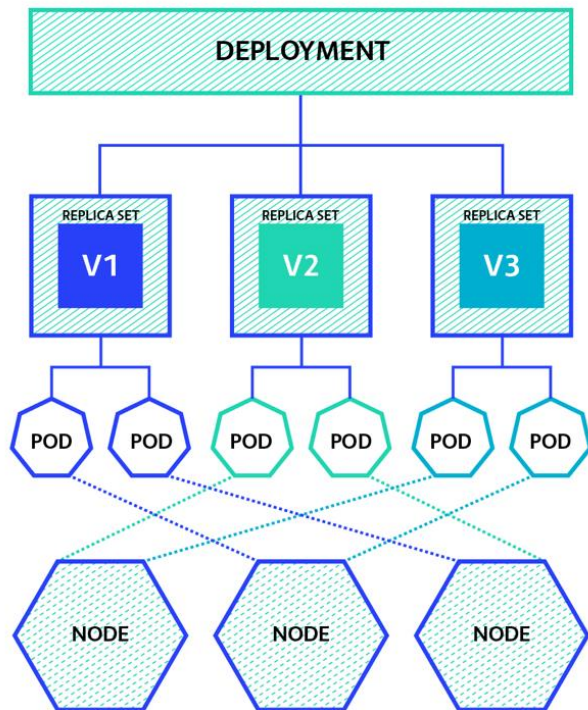 DEPLOYMENT
REPLICA SET
V1
REPLICA SET
V2
REPLICA SET
V3
POD
POD
POD
POD
POD
POD
NODE
NODE
NODE